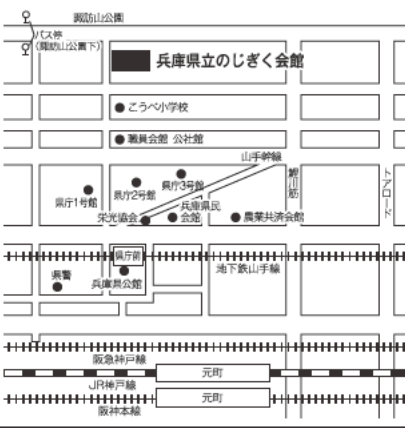 諏訪山公園
バス停
(諏訪山公園下)
兵庫県立のじぎく会館
こうべ小学校
職員会館 公社館
山手幹線
県庁3号館
県庁2号館
県庁1号館
鯉川筋
トアロード
兵庫県民
会館
栄光協会
農業共済会館
県庁前
県警
兵庫県公館
地下鉄山手線
阪急神戸線
元町
JR神戸線
元町
阪神本線